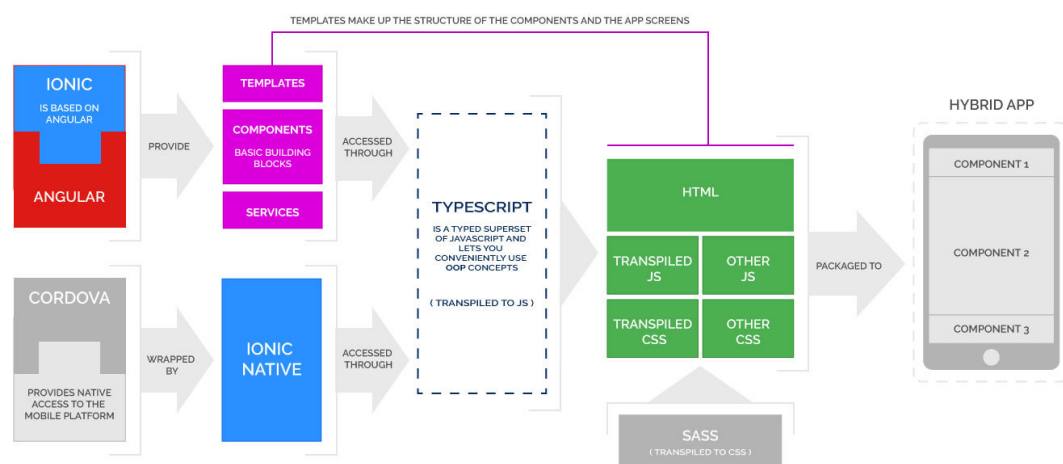 TEMPLATES MAKE UP THE STRUCTURE OF THE COMPONENTS AND THE APP SCREENS
IONIC
IS BASED ON
ANGULAR
ANGULAR
PROVIDE
TEMPLATES
COMPONENTS
BASIC BUILDING
BLOCKS
SERVICES
ACCESSED
THROUGH
CORDOVA
PROVIDES NATIVE
ACCESS TO THE
MOBILE PLATFORM
WRAPPED
BY
IONIC
NATIVE
ACCESSED
THROUGH
TYPESCRIPT
IS A TYPED SUPERSET
OF JAVASCRIPT AND
LETS YOU
CONVENIENTLY USE
OOP CONCEPTS
( TRANSPILED TO JS )
HTML
TRANSPILED
JS
OTHER
JS
TRANSPILED
CSS
OTHER
CSS
SASS
( TRANSPILED TO CSS )
PACKAGED TO
HYBRID APP
COMPONENT 1
COMPONENT 2
COMPONENT 3